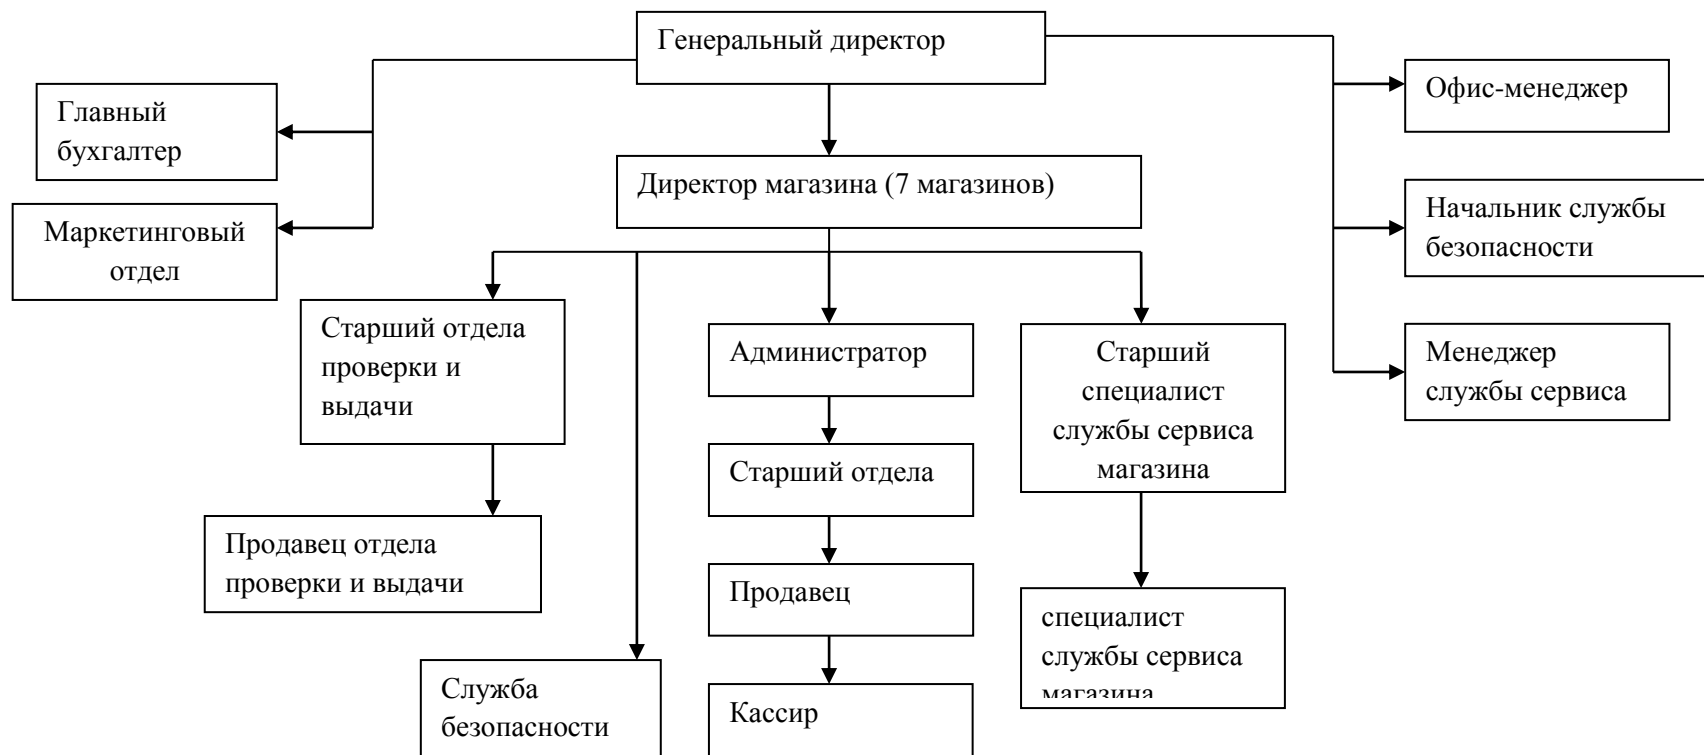 Генеральный директор
Главный
бухгалтер
Офис-менеджер
Директор магазина (7 магазинов)
Маркетинговый
отдел
Начальник службы
безопасности
Старший отдела
проверки и
выдачи
Администратор
Старший
специалист
службы сервиса
магазина
Менеджер
службы сервиса
Старший отдела
Продавец отдела
проверки и выдачи
Продавец
специалист
службы сервиса
магазина
Служба
безопасности
Кассир